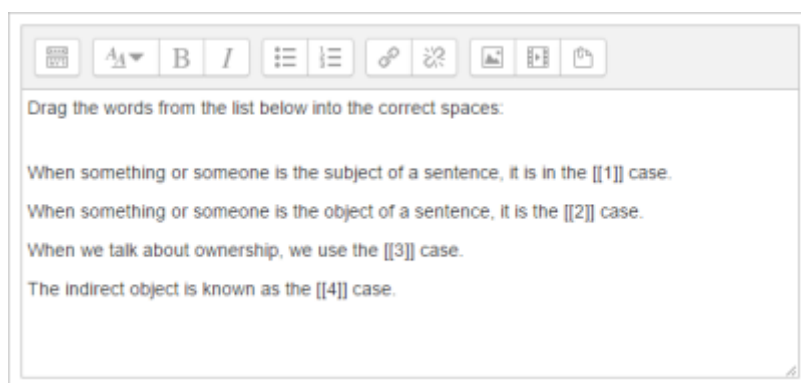 Drag the words from the list below into the correct spaces:
When something or someone is the subject of a sentence, it is in the [[1]] case.
When something or someone is the object of a sentence, it is the [[2]] case.
When we talk about ownership, we use the [[3]] case.
The indirect object is known as the [[4]] case.